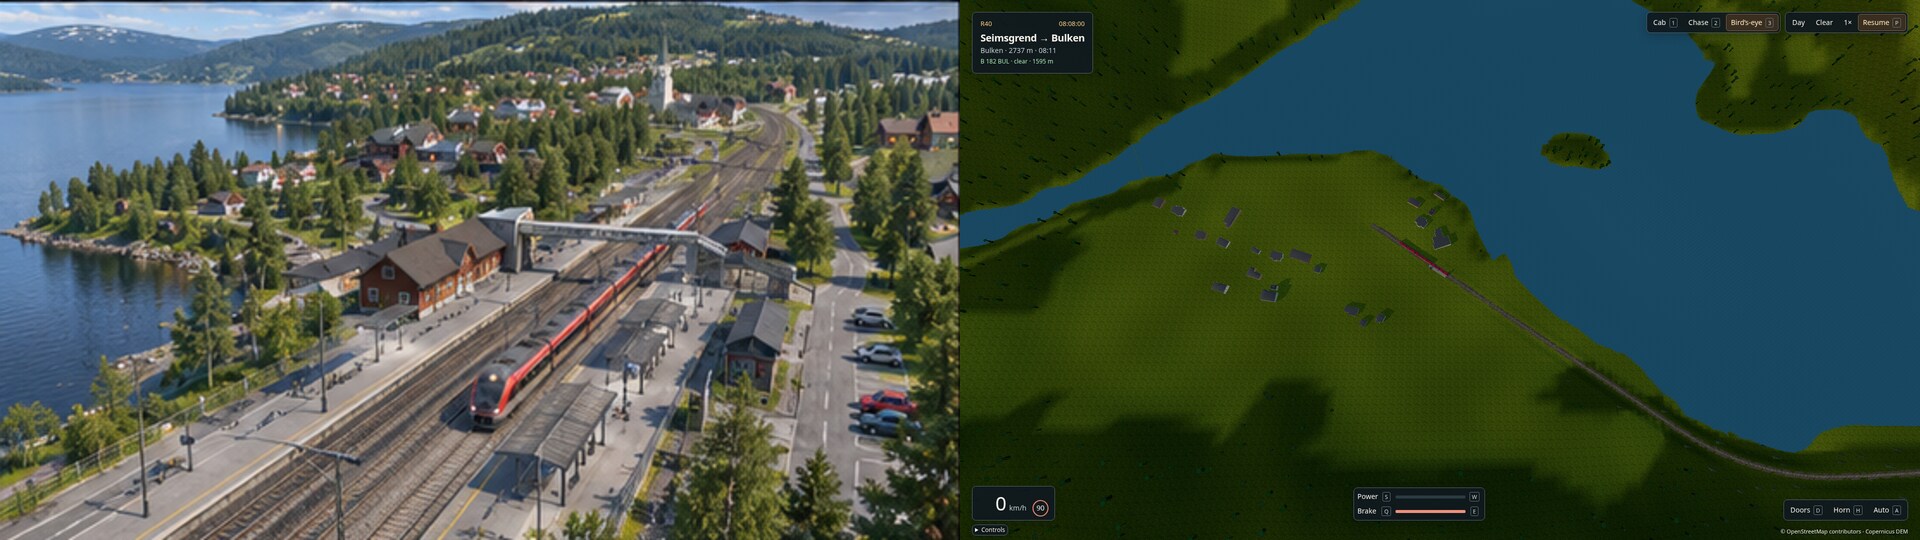 R40 08:08:00
Seimsgrend → Bulken
Bulken · 2737 m · 08:11
B 182 BUL · clear · 1595 m
Cab 1 Chase 2 Bird's-eye 3
Day Clear 1× Resume P
0 km/h 90
▸ Controls
Power S W
Brake Q E
Doors D Horn H Auto A
© OpenStreetMap contributors · Copernicus DEM